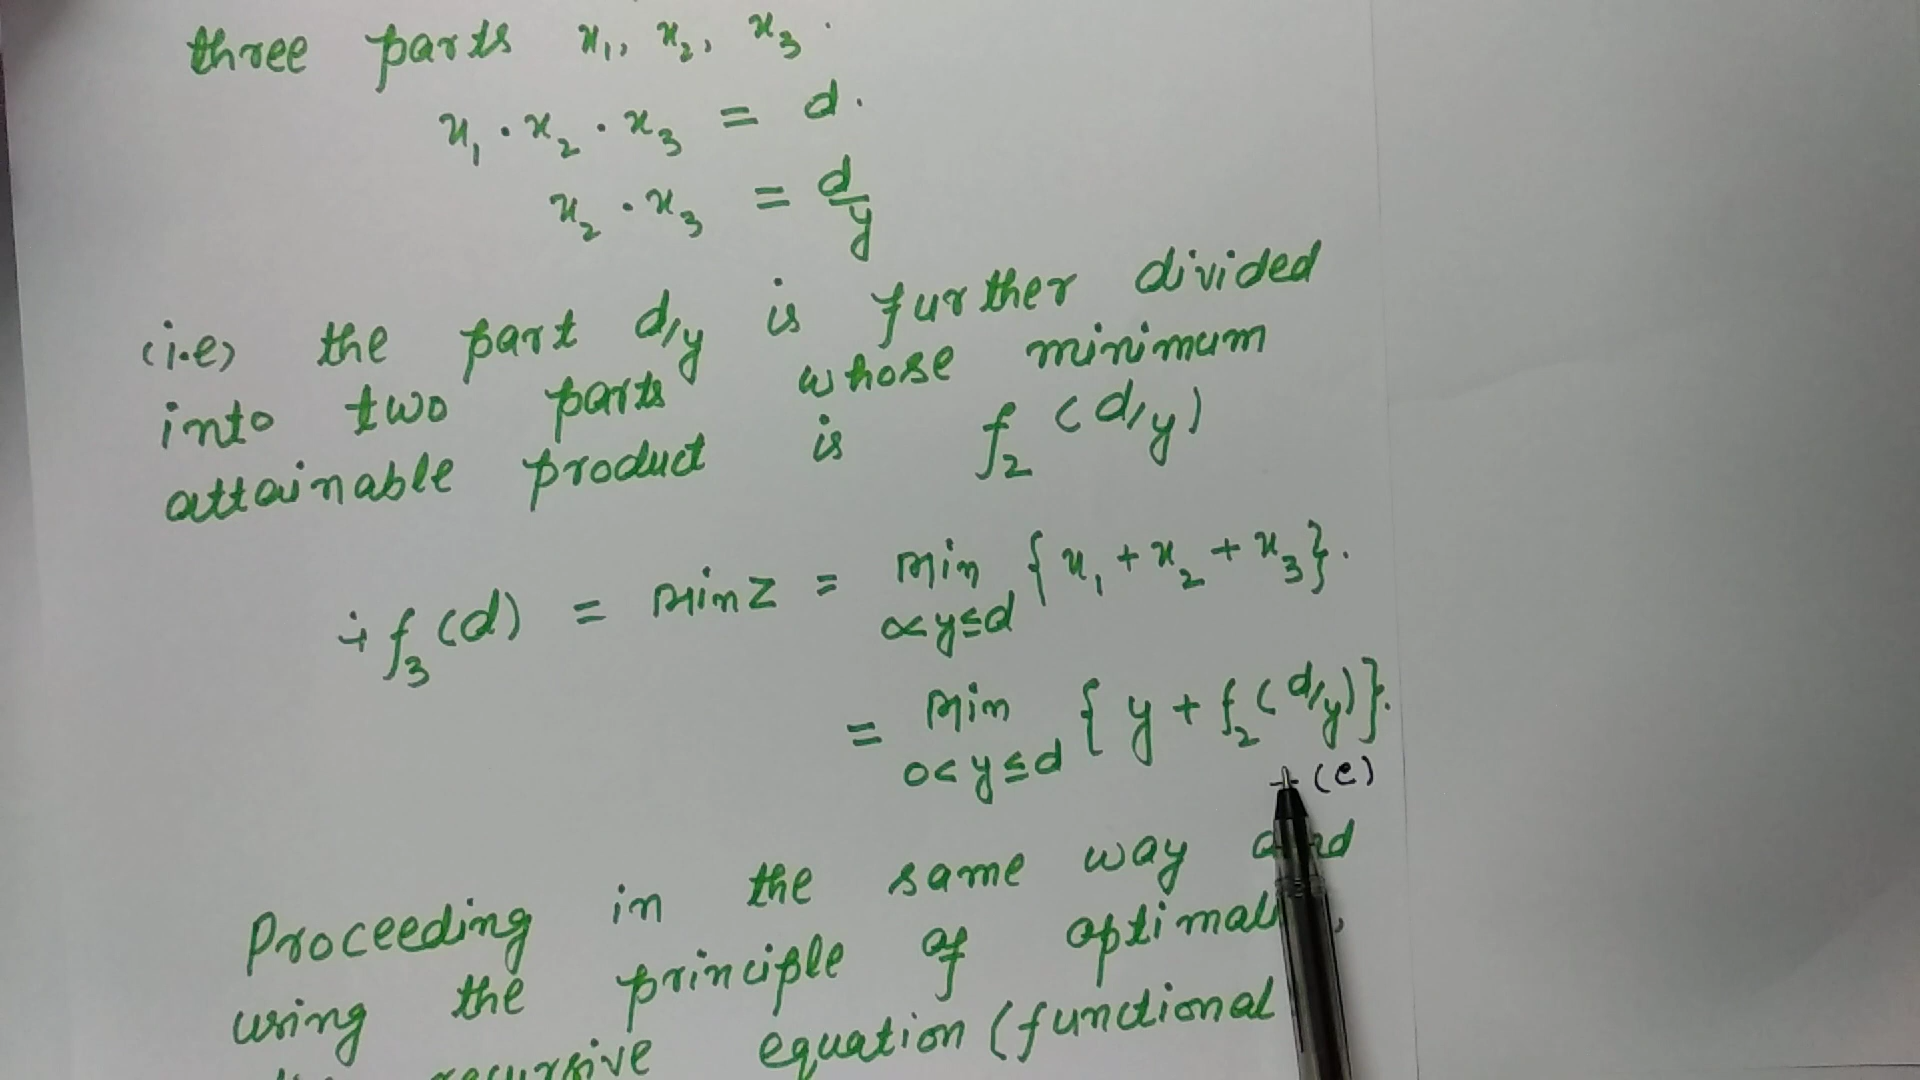 three parts x₁, x₂, x₃.
x₁ · x₂ · x₃ = d.
x₂ · x₃ = d/y
(i.e) the part d/y is further divided
into two parts whose minimum
attainable product is f₂ (d/y)
∴ f₃(d) = Min Z = Min {x₁ + x₂ + x₃}.
0<y≤d
= Min { y + f₂(d/y)}.
0<y≤d
→ (e)
Proceeding in the same way and
using the principle of
recursive equation (functional